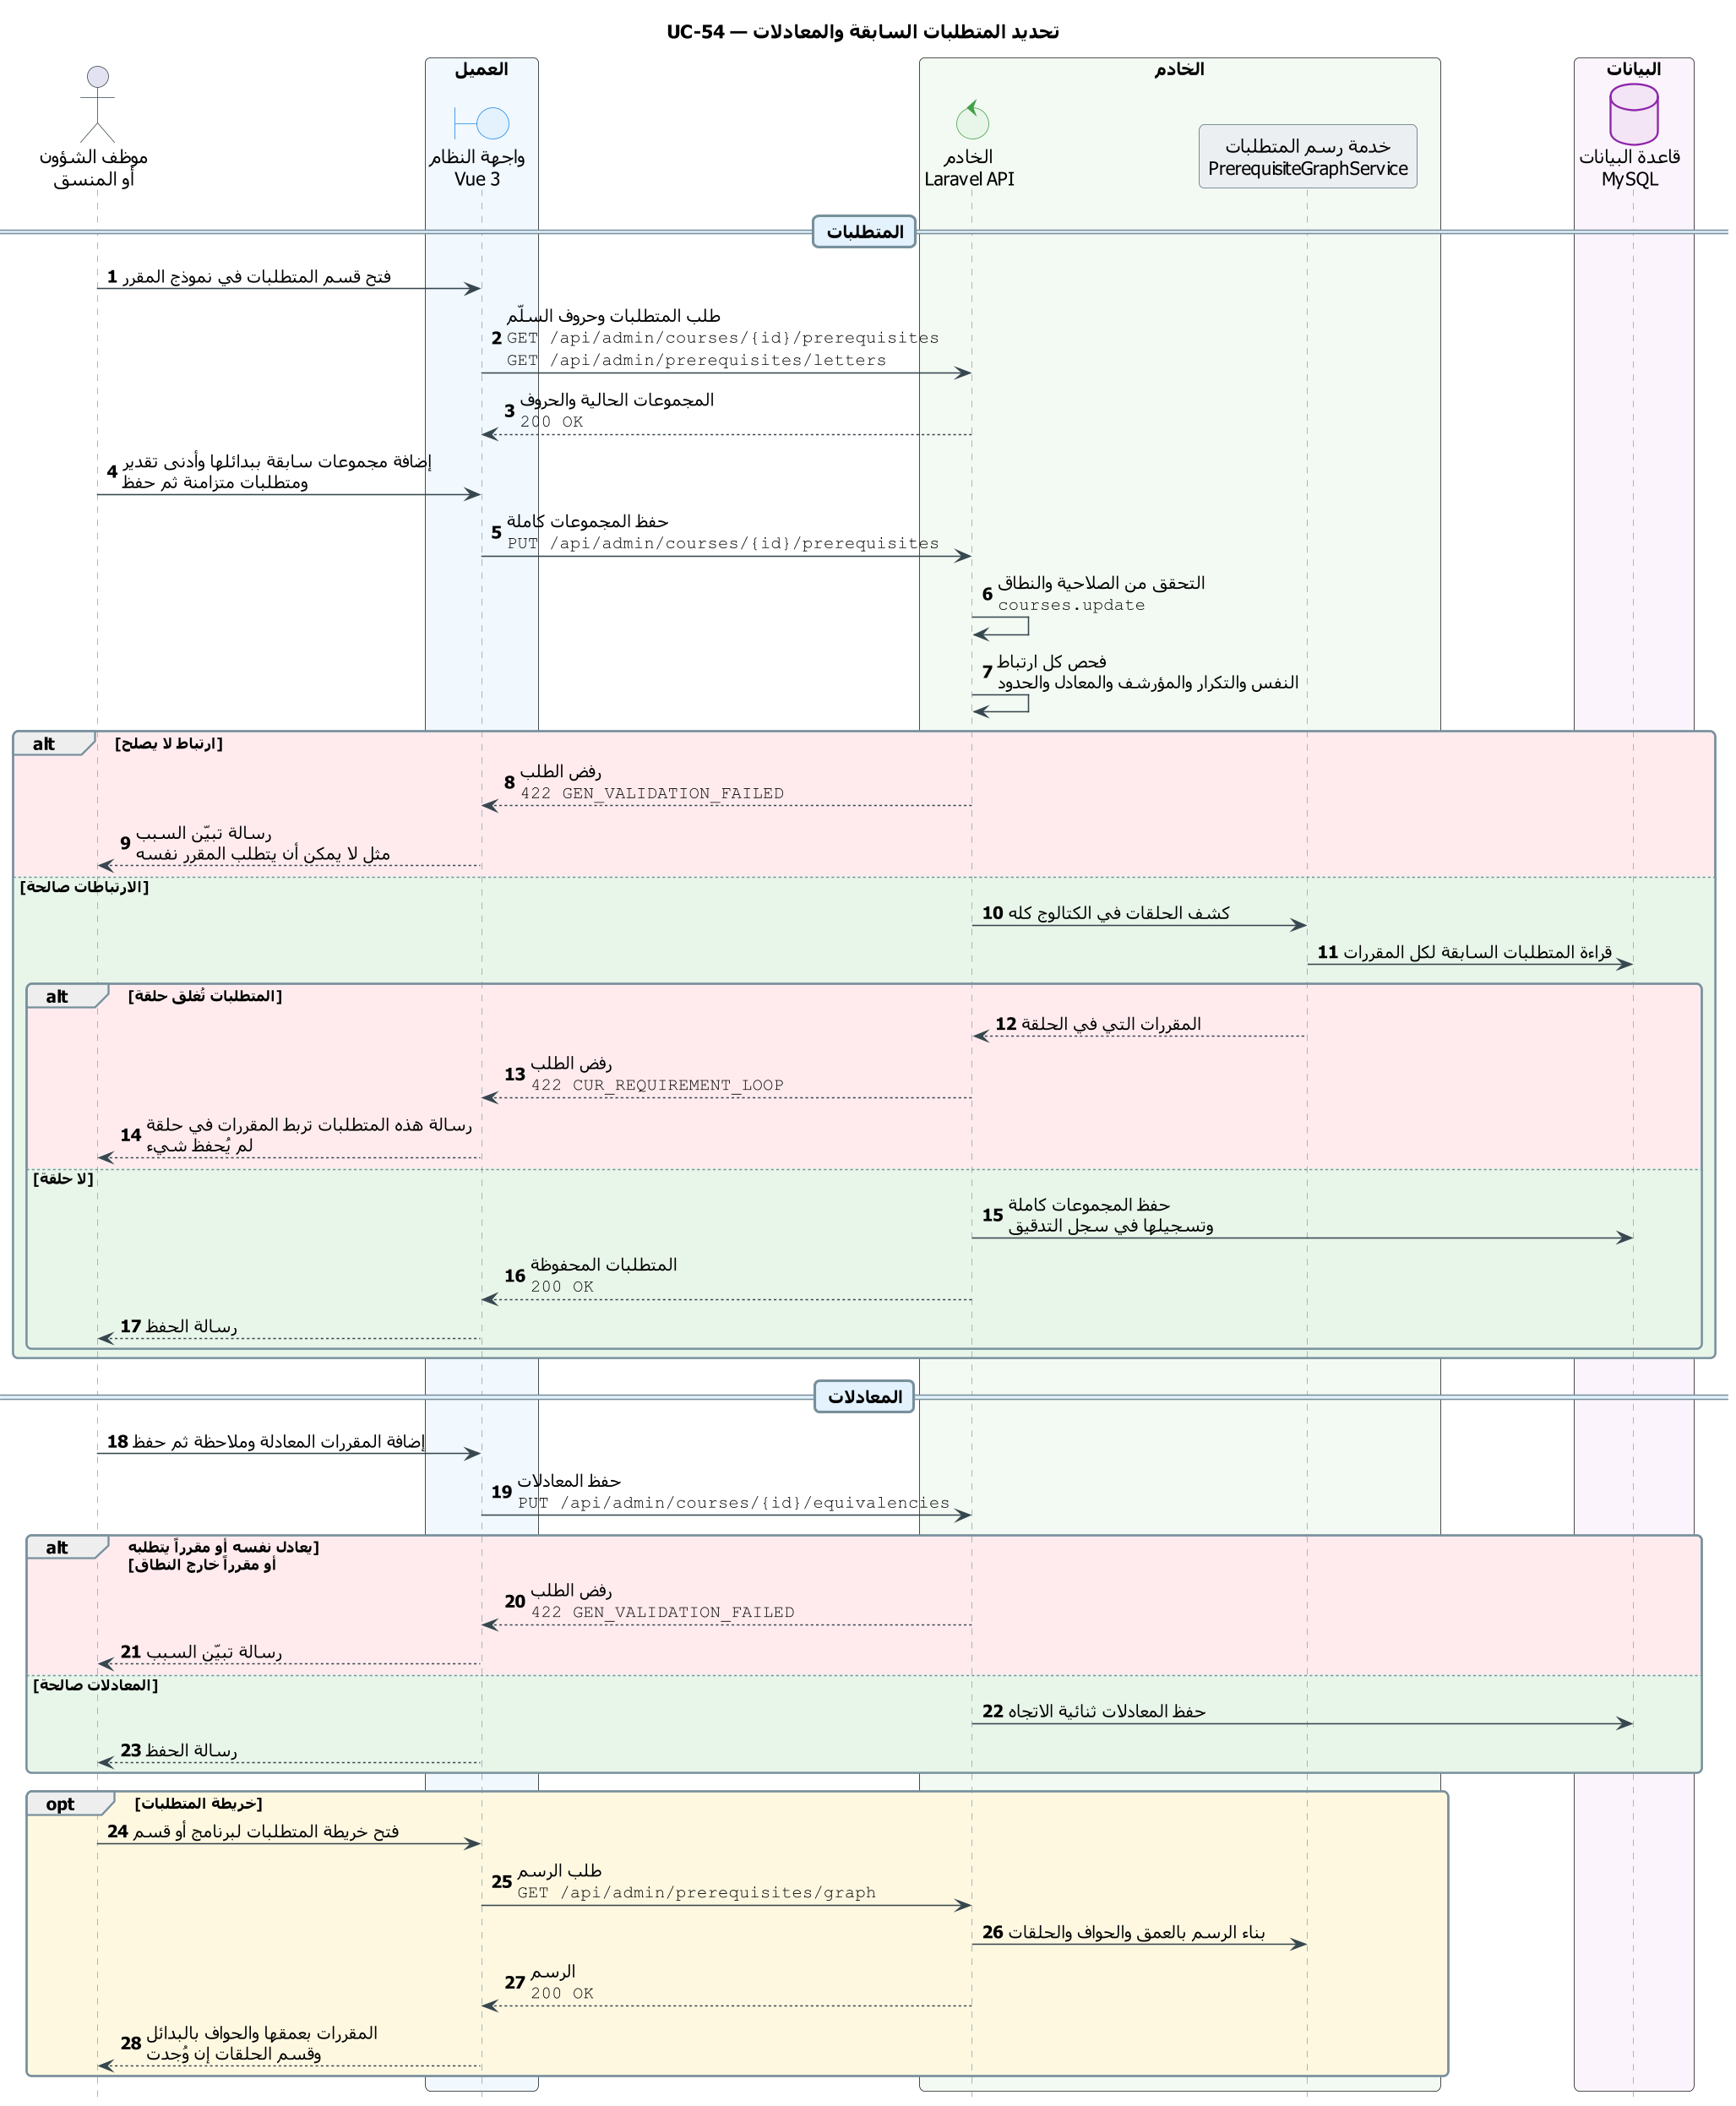 UC-54 — تحديد المتطلبات السابقة والمعادلات
العميل
الخادم
البيانات
موظف الشؤون
أو المنسق
واجهة النظام
Vue 3
الخادم
Laravel API
خدمة رسم المتطلبات
PrerequisiteGraphService
قاعدة البيانات
MySQL
المتطلبات
1 فتح قسم المتطلبات في نموذج المقرر
2 طلب المتطلبات وحروف السلّم
GET /api/admin/courses/{id}/prerequisites
GET /api/admin/prerequisites/letters
3 المجموعات الحالية والحروف
200 OK
4 إضافة مجموعات سابقة ببدائلها وأدنى تقدير
ومتطلبات متزامنة ثم حفظ
5 حفظ المجموعات كاملة
PUT /api/admin/courses/{id}/prerequisites
6 التحقق من الصلاحية والنطاق
courses.update
7 فحص كل ارتباط
النفس والتكرار والمؤرشف والمعادل والحدود
alt [ارتباط لا يصلح]
8 رفض الطلب
422 GEN_VALIDATION_FAILED
9 رسالة تبيّن السبب
مثل لا يمكن أن يتطلب المقرر نفسه
[الارتباطات صالحة]
10 كشف الحلقات في الكتالوج كله
11 قراءة المتطلبات السابقة لكل المقررات
alt [المتطلبات تُغلق حلقة]
12 المقررات التي في الحلقة
13 رفض الطلب
422 CUR_REQUIREMENT_LOOP
14 رسالة هذه المتطلبات تربط المقررات في حلقة
لم يُحفظ شيء
[لا حلقة]
15 حفظ المجموعات كاملة
وتسجيلها في سجل التدقيق
16 المتطلبات المحفوظة
200 OK
17 رسالة الحفظ
المعادلات
18 إضافة المقررات المعادلة وملاحظة ثم حفظ
19 حفظ المعادلات
PUT /api/admin/courses/{id}/equivalencies
alt [يعادل نفسه أو مقرراً يتطلبه
أو مقرراً خارج النطاق]
20 رفض الطلب
422 GEN_VALIDATION_FAILED
21 رسالة تبيّن السبب
[المعادلات صالحة]
22 حفظ المعادلات ثنائية الاتجاه
23 رسالة الحفظ
opt [خريطة المتطلبات]
24 فتح خريطة المتطلبات لبرنامج أو قسم
25 طلب الرسم
GET /api/admin/prerequisites/graph
26 بناء الرسم بالعمق والحواف والحلقات
27 الرسم
200 OK
28 المقررات بعمقها والحواف بالبدائل
وقسم الحلقات إن وُجدت